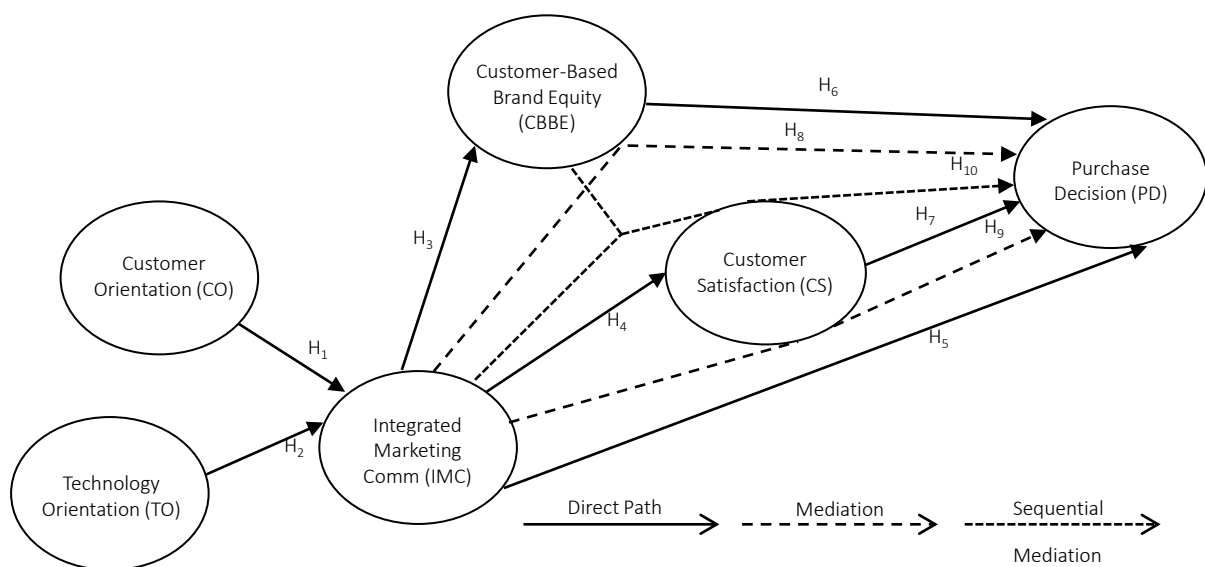 Customer-Based
Brand Equity
(CBBE)
H6
H8
H10
Purchase
Decision (PD)
H3
H7
H9
Customer
Orientation (CO)
Customer
Satisfaction (CS)
H4
H5
H1
Integrated
Marketing
Comm (IMC)
H2
Technology
Orientation (TO)
Direct Path
Mediation
Sequential
Mediation